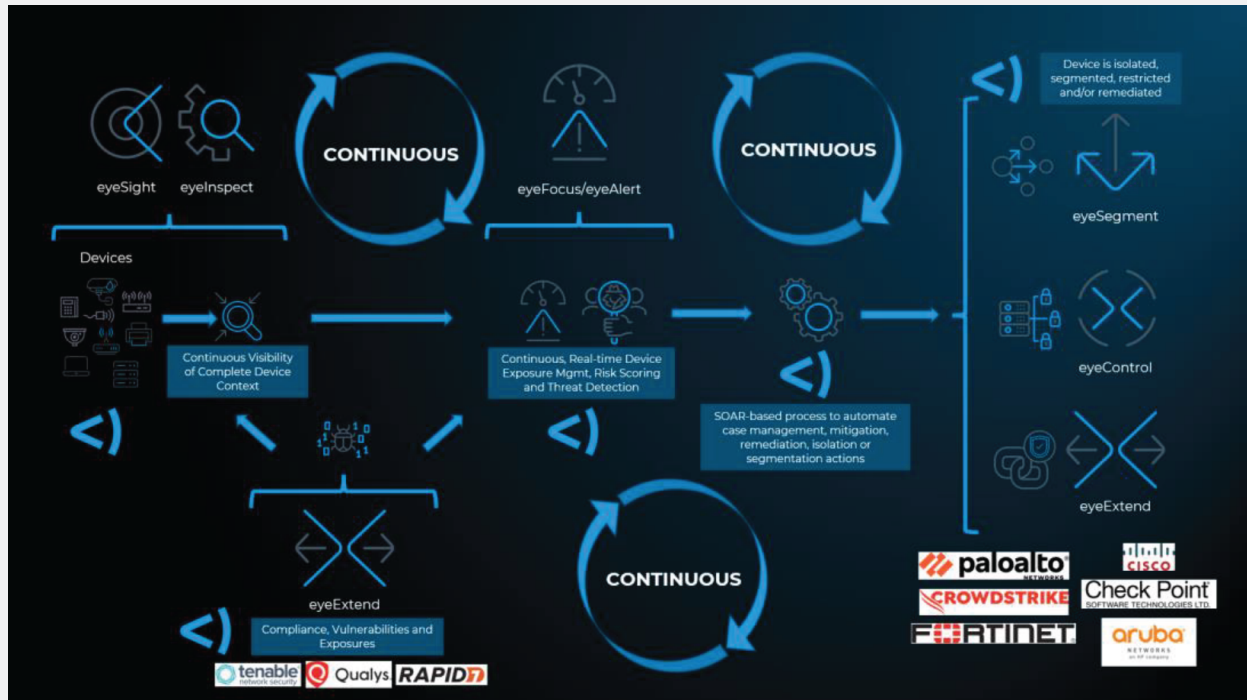 eyeSight
eyeInspect
Devices
Continuous Visibility
of Complete Device
Context
CONTINUOUS
eyeFocus/eyeAlert
Continuous, Real-time Device
Exposure Mgmt, Risk Scoring
and Threat Detection
CONTINUOUS
SOAR-based process to automate
case management, mitigation,
remediation, isolation or
segmentation actions
Device is isolated,
segmented, restricted
and/or remediated
eyeSegment
eyeControl
eyeExtend
eyeExtend
Compliance, Vulnerabilities and
Exposures
tenable
network security
Qualys.
RAPID7
CONTINUOUS
paloalto
NETWORKS
CISCO
CROWDSTRIKE
Check Point
SOFTWARE TECHNOLOGIES LTD.
FORTINET
aruba
NETWORKS
an HP company